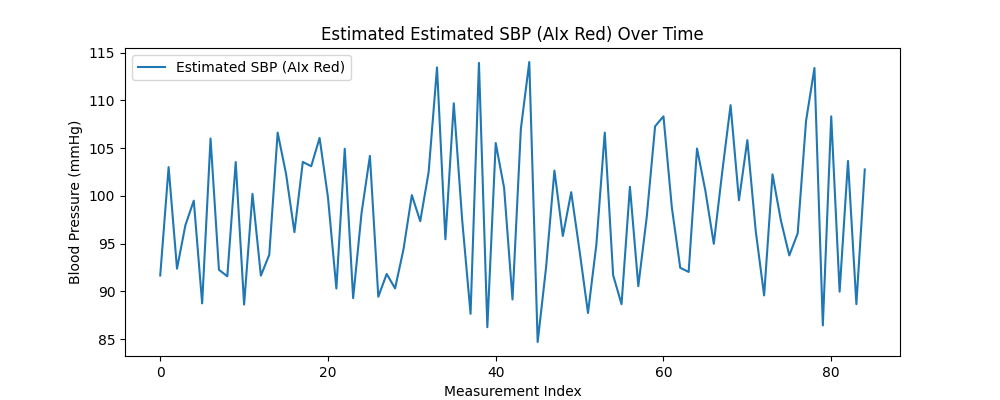 Estimated Estimated SBP (AIx Red) Over Time
Estimated SBP (AIx Red)
Blood Pressure (mmHg)
115
110
105
100
95
90
85
0 20 40 60 80
Measurement Index